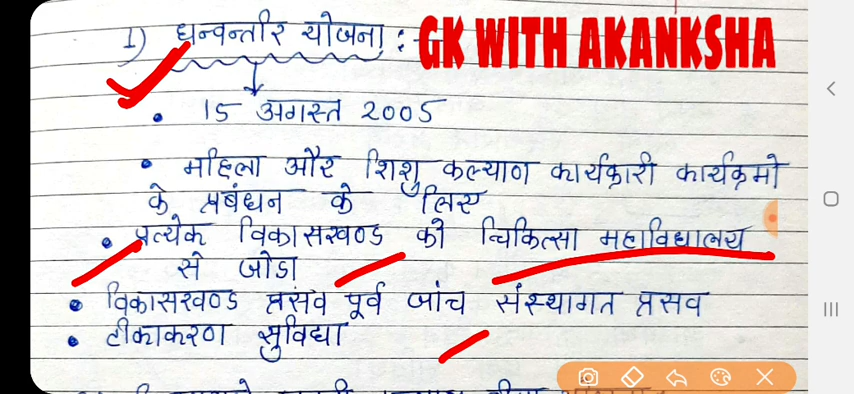 1) धन्वन्तरि योजना :- GK WITH AKANKSHA
• 15 अगस्त 2005
• महिला और शिशु कल्याण कार्यकारी कार्यक्रमो
के प्रबंधन के लिए
• प्रत्येक विकासखण्ड को चिकित्सा महाविद्यालय
से जोडा
• विकासखण्ड प्रसव पूर्व जांच संस्थागत प्रसव
• टीकाकरण सुविधा